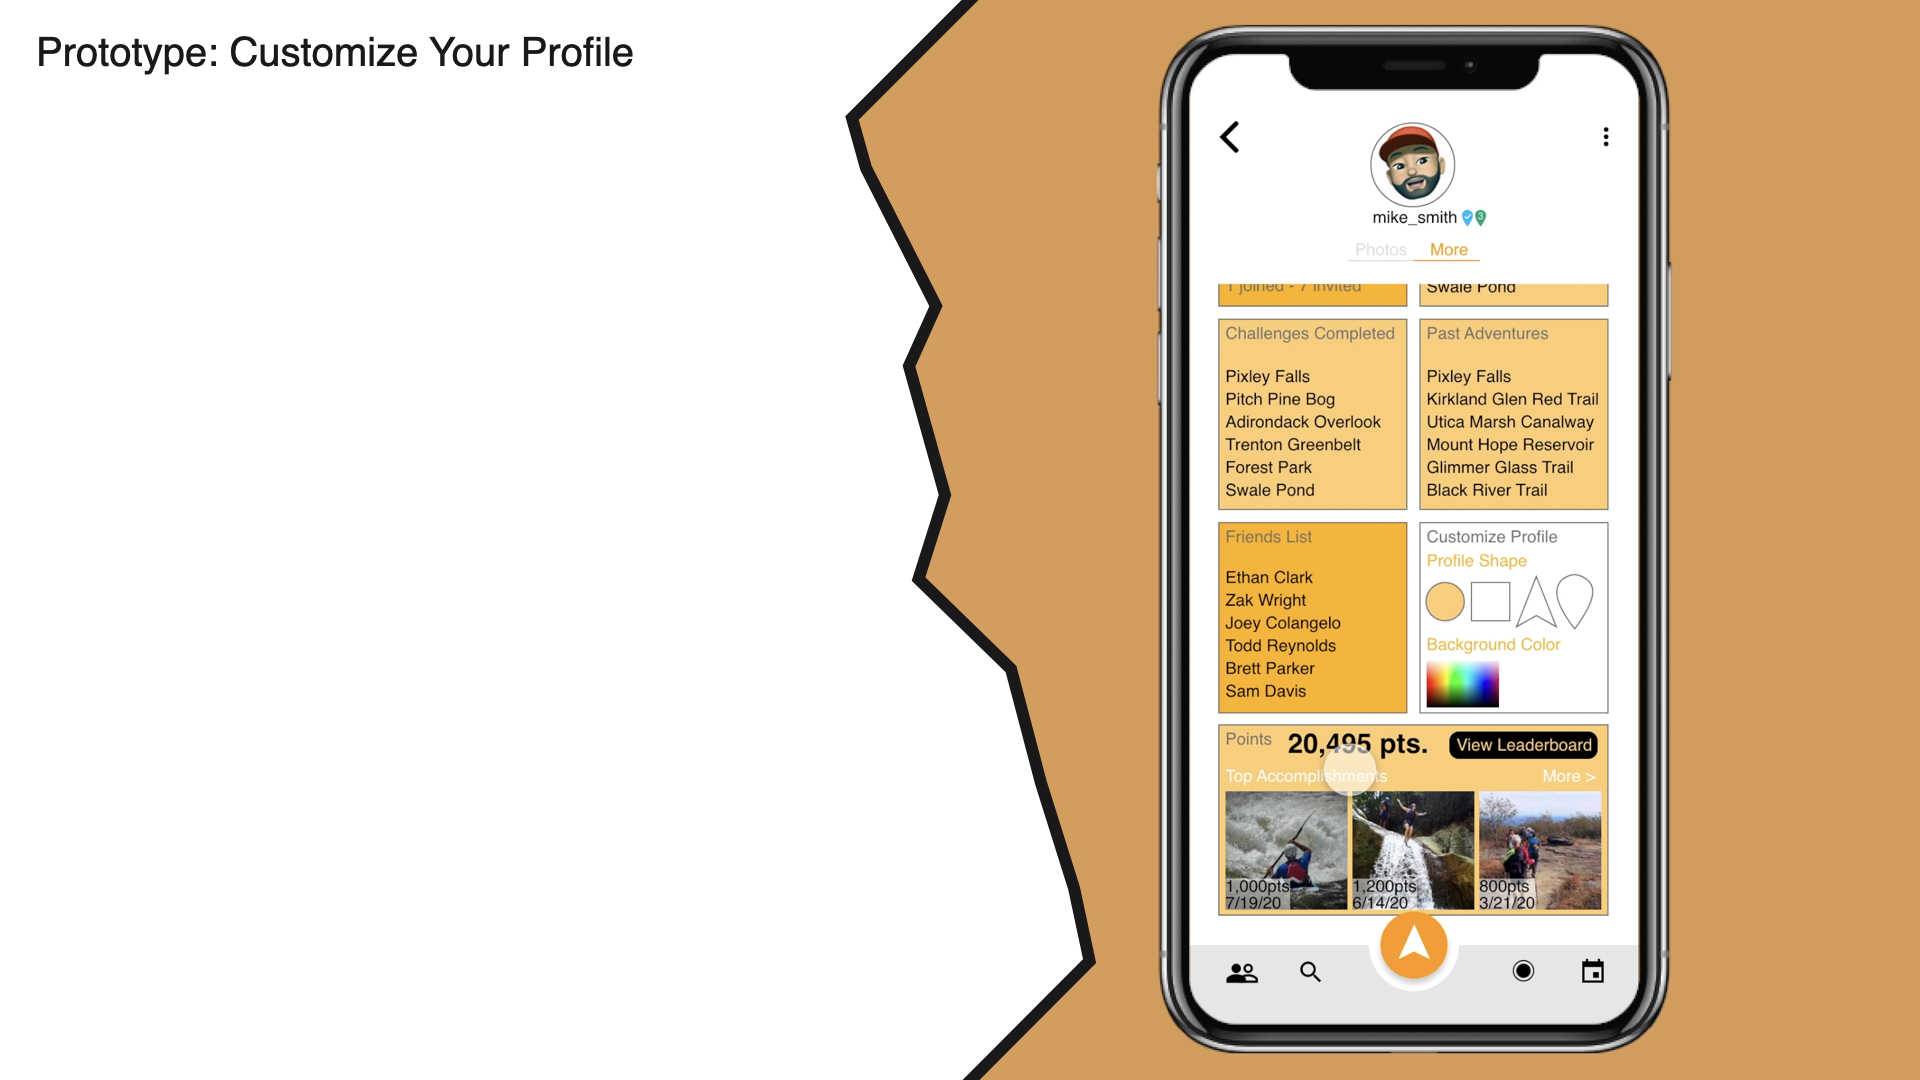 Prototype: Customize Your Profile
mike_smith
3
Photos
More
1 joined - 7 invited
Swale Pond
Challenges Completed
Pixley Falls
Pitch Pine Bog
Adirondack Overlook
Trenton Greenbelt
Forest Park
Swale Pond
Past Adventures
Pixley Falls
Kirkland Glen Red Trail
Utica Marsh Canalway
Mount Hope Reservoir
Glimmer Glass Trail
Black River Trail
Friends List
Ethan Clark
Zak Wright
Joey Colangelo
Todd Reynolds
Brett Parker
Sam Davis
Customize Profile
Profile Shape
Background Color
Points
20,495 pts.
View Leaderboard
Top Accomplishments
More >
1,000pts
7/19/20
1,200pts
6/14/20
800pts
3/21/20